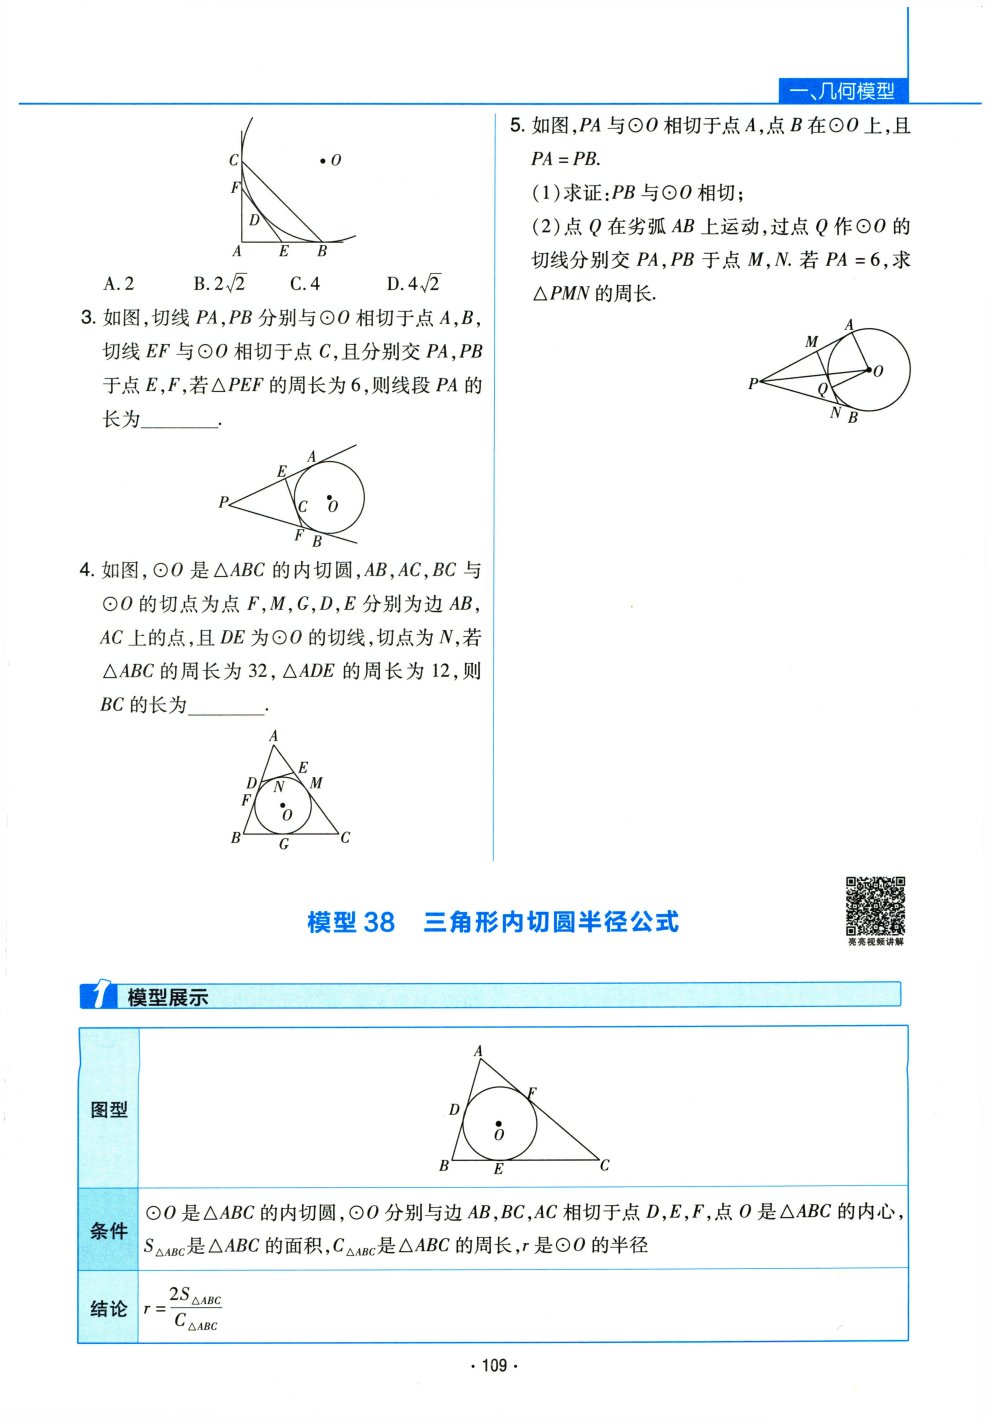 一、几何模型
C
O
F
D
A E B
A. 2 B. 2√2 C. 4 D. 4√2
3. 如图,切线 PA,PB 分别与⊙O 相切于点 A,B,
切线 EF 与⊙O 相切于点 C,且分别交 PA,PB
于点 E,F,若△PEF 的周长为 6,则线段 PA 的
长为________.
A
E
P
C O
F B
4. 如图,⊙O 是△ABC 的内切圆,AB,AC,BC 与
⊙O 的切点为点 F,M,G,D,E 分别为边 AB,
AC 上的点,且 DE 为⊙O 的切线,切点为 N,若
△ABC 的周长为 32,△ADE 的周长为 12,则
BC 的长为________.
A
E
D N M
F
O
B G C
5. 如图,PA 与⊙O 相切于点 A,点 B 在⊙O 上,且
PA = PB.
(1)求证:PB 与⊙O 相切;
(2)点 Q 在劣弧 AB 上运动,过点 Q 作⊙O 的
切线分别交 PA,PB 于点 M,N. 若 PA = 6,求
△PMN 的周长.
A
M
O
P
Q
N B
亮亮视频讲解
模型 38 三角形内切圆半径公式
1 模型展示
图型
A
F
D
O
B E C
条件
⊙O 是△ABC 的内切圆,⊙O 分别与边 AB,BC,AC 相切于点 D,E,F,点 O 是△ABC 的内心,
S△ABC是△ABC 的面积,C△ABC是△ABC 的周长,r 是⊙O 的半径
结论 r = 2S△ABC / C△ABC
· 109 ·